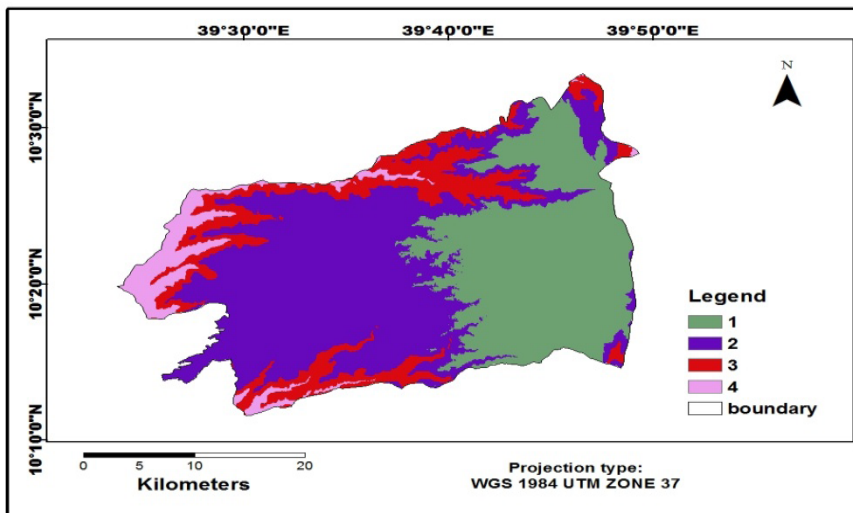 39°30'0"E 39°40'0"E 39°50'0"E
N
10°30'0"N
10°20'0"N
10°10'0"N
Legend
1
2
3
4
boundary
0 5 10 20
Kilometers
Projection type:
WGS 1984 UTM ZONE 37